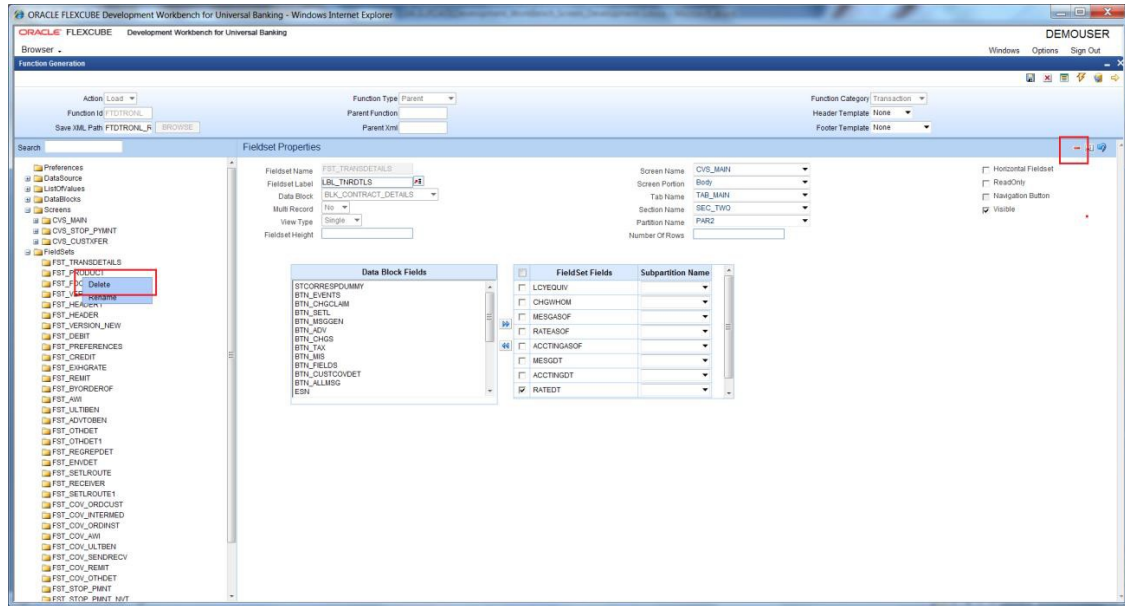 ORACLE FLEXCUBE Development Workbench for Universal Banking - Windows Internet Explorer
ORACLE FLEXCUBE Development Workbench for Universal Banking
DEMOUSER
Browser
Windows Options Sign Out
Function Generation
Action Load
Function Type Parent
Function Category Transaction
Function Id FTDTRONL
Parent Function
Header Template None
Save XML Path FTDTRONL_R BROWSE
Parent Xml
Footer Template None
Search
Fieldset Properties
Preferences
DataSource
ListOfValues
DataBlocks
Screens
CVS_MAIN
CVS_STOP_PYMNT
CVS_CUSTXFER
FieldSets
FST_TRANSDETAILS
FST_PRODUCT
Delete
Rename
FST_HEADER1
FST_HEADER
FST_VERSION_NEW
FST_DEBIT
FST_PREFERENCES
FST_CREDIT
FST_EXHGRATE
FST_REMIT
FST_BYORDEROF
FST_AWI
FST_ULTIBEN
FST_ADVTOBEN
FST_OTHDET
FST_OTHDET1
FST_REGREPDET
FST_ENVDET
FST_SETLROUTE
FST_RECEIVER
FST_SETLROUTE1
FST_COV_ORDCUST
FST_COV_INTERMED
FST_COV_ORDINST
FST_COV_AWI
FST_COV_ULTBEN
FST_COV_SENDRECV
FST_COV_REMIT
FST_COV_OTHDET
FST_STOP_PMNT
FST_STOP_PMNT_NVT
Fieldset Name FST_TRANSDETAILS
Fieldset Label LBL_TNRDTLS
Data Block BLK_CONTRACT_DETAILS
Multi Record No
View Type Single
Fieldset Height
Screen Name CVS_MAIN
Screen Portion Body
Tab Name TAB_MAIN
Section Name SEC_TWO
Partition Name PAR2
Number Of Rows
Horizontal Fieldset
ReadOnly
Navigation Button
Visible
Data Block Fields
STCORRESPDUMMY
BTN_EVENTS
BTN_CHGCLAIM
BTN_SETL
BTN_MSGGEN
BTN_ADV
BTN_CHGS
BTN_TAX
BTN_MIS
BTN_FIELDS
BTN_CUSTCOVDET
BTN_ALLMSG
ESN
FieldSet Fields Subpartition Name
LCYEQUIV
CHGWHOM
MESGASOF
RATEASOF
ACCTINGASOF
MESGDT
ACCTINGDT
RATEDT